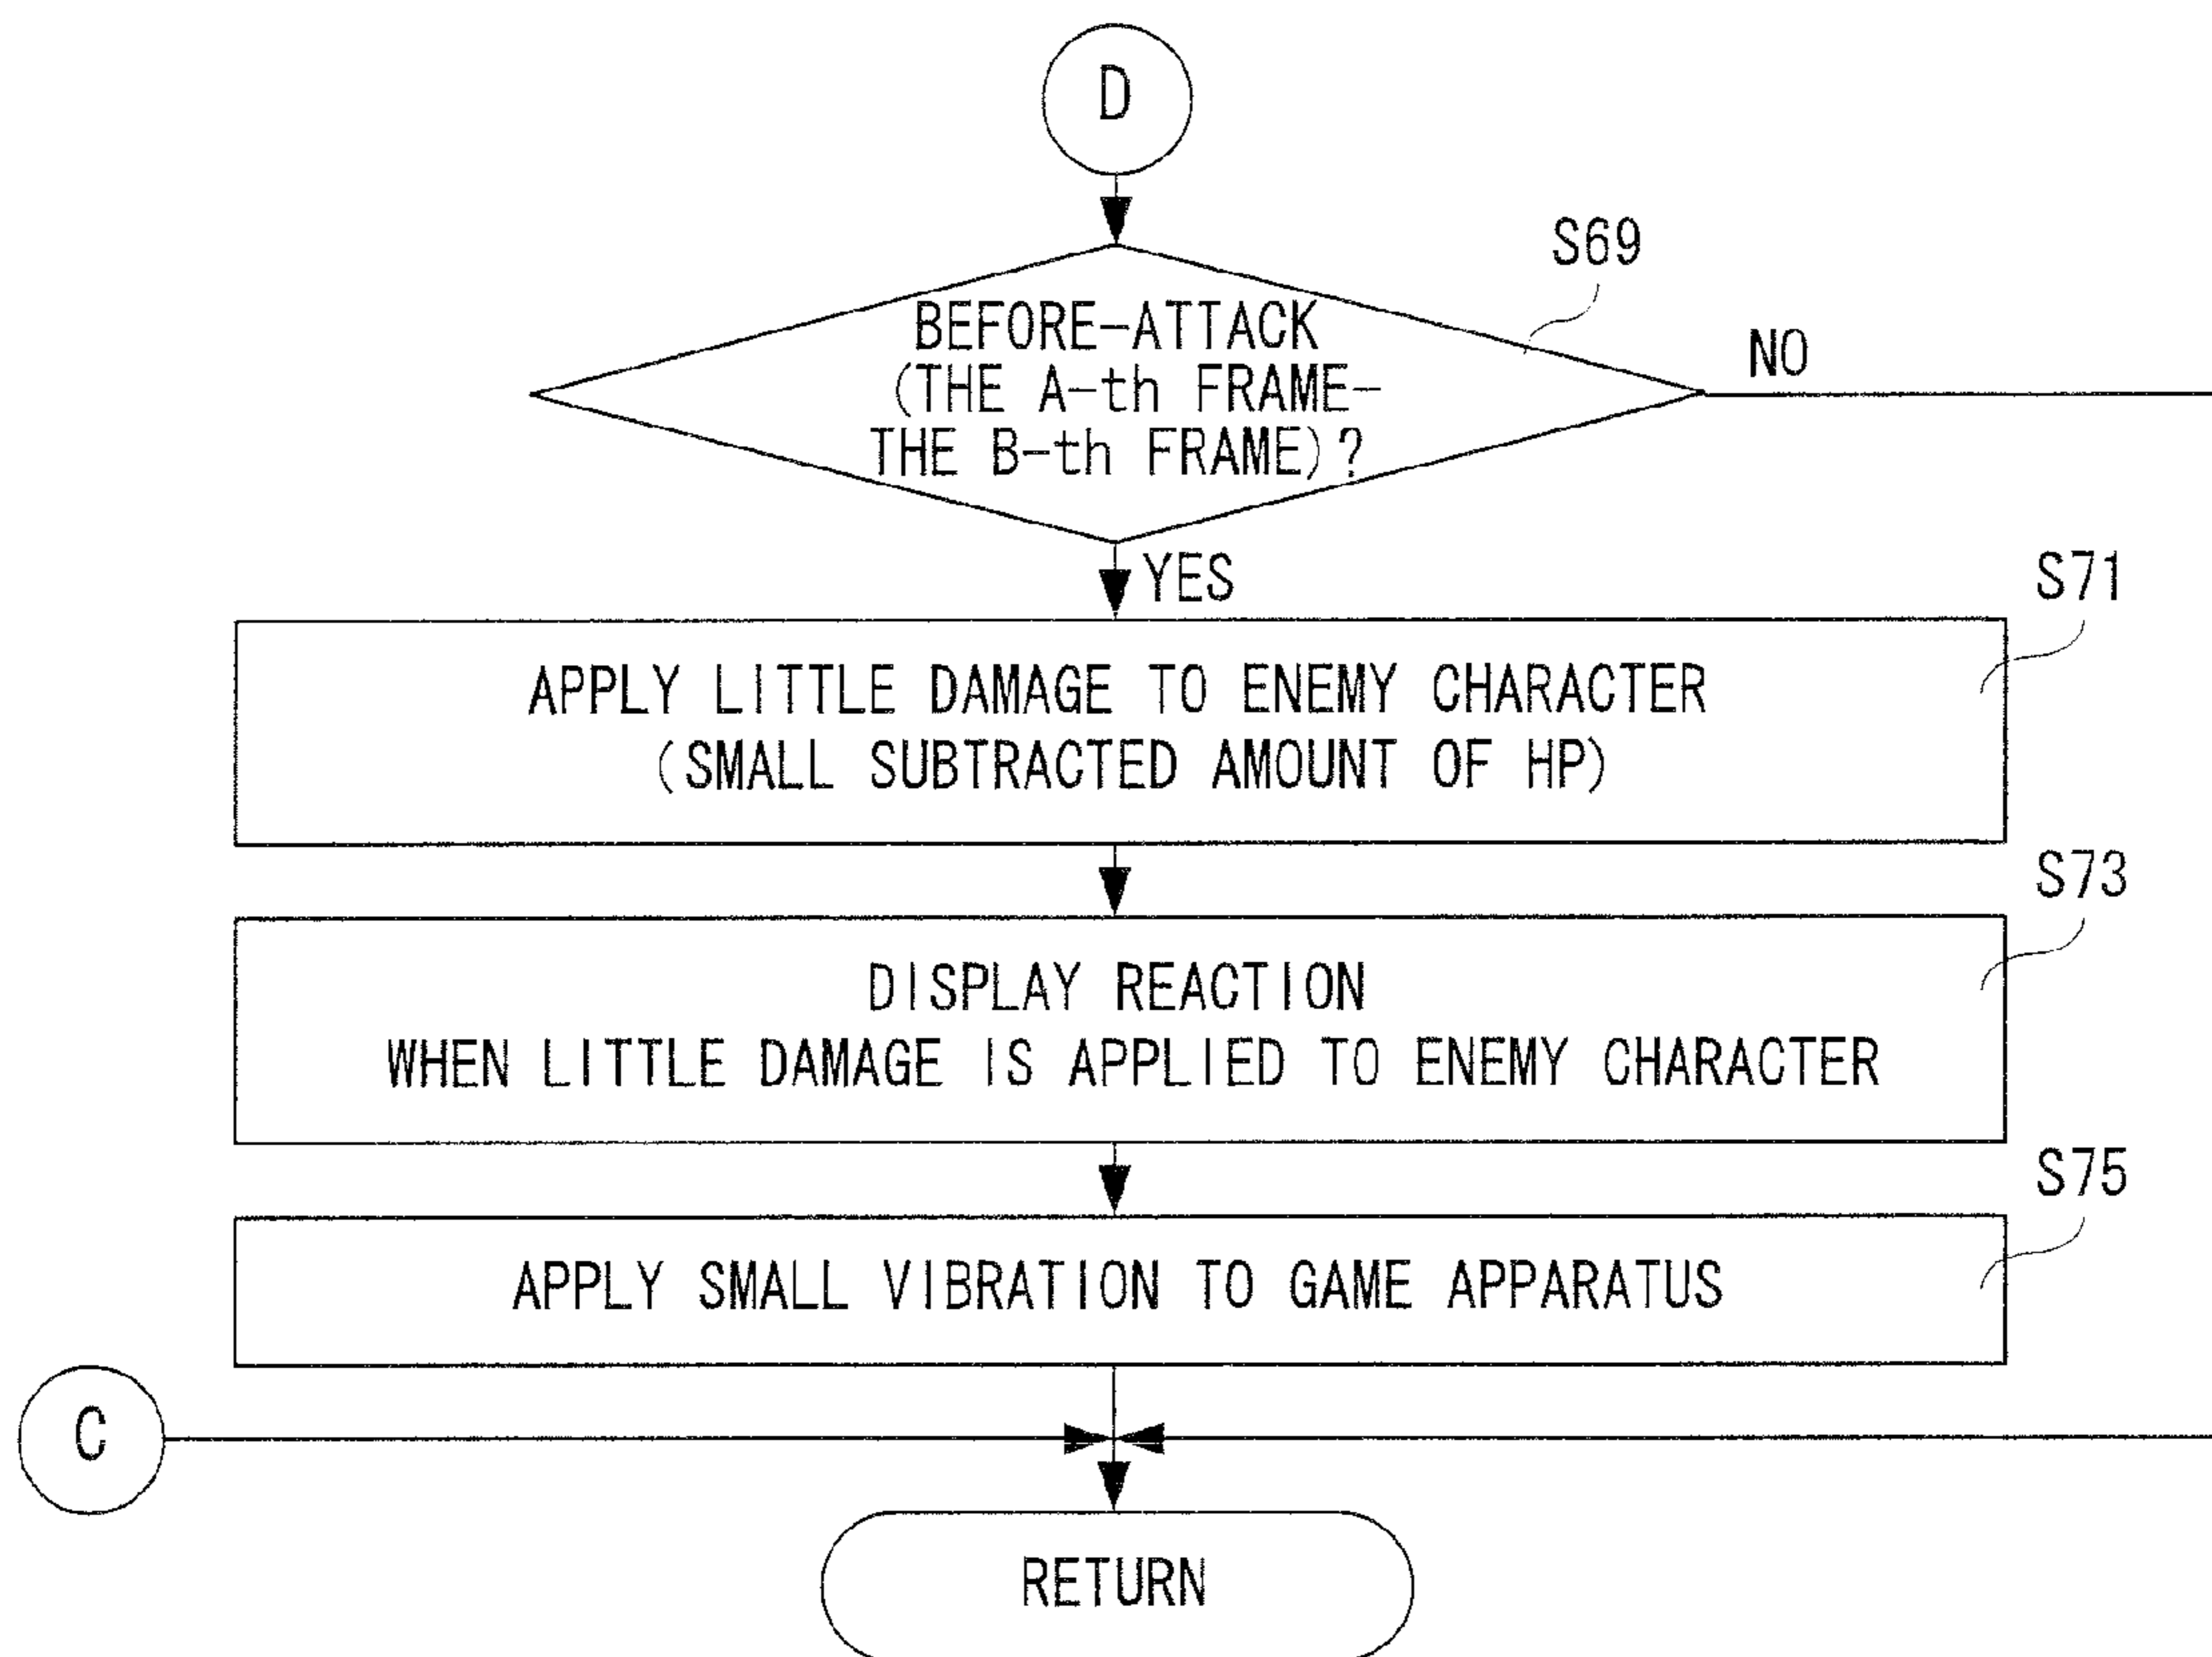 D
S69
BEFORE-ATTACK
(THE A-th FRAME-
THE B-th FRAME)?
NO
YES
S71
APPLY LITTLE DAMAGE TO ENEMY CHARACTER
(SMALL SUBTRACTED AMOUNT OF HP)
S73
DISPLAY REACTION
WHEN LITTLE DAMAGE IS APPLIED TO ENEMY CHARACTER
S75
APPLY SMALL VIBRATION TO GAME APPARATUS
C
RETURN